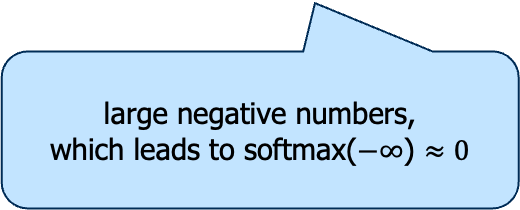 large negative numbers,
which leads to softmax(−∞) ≈ 0